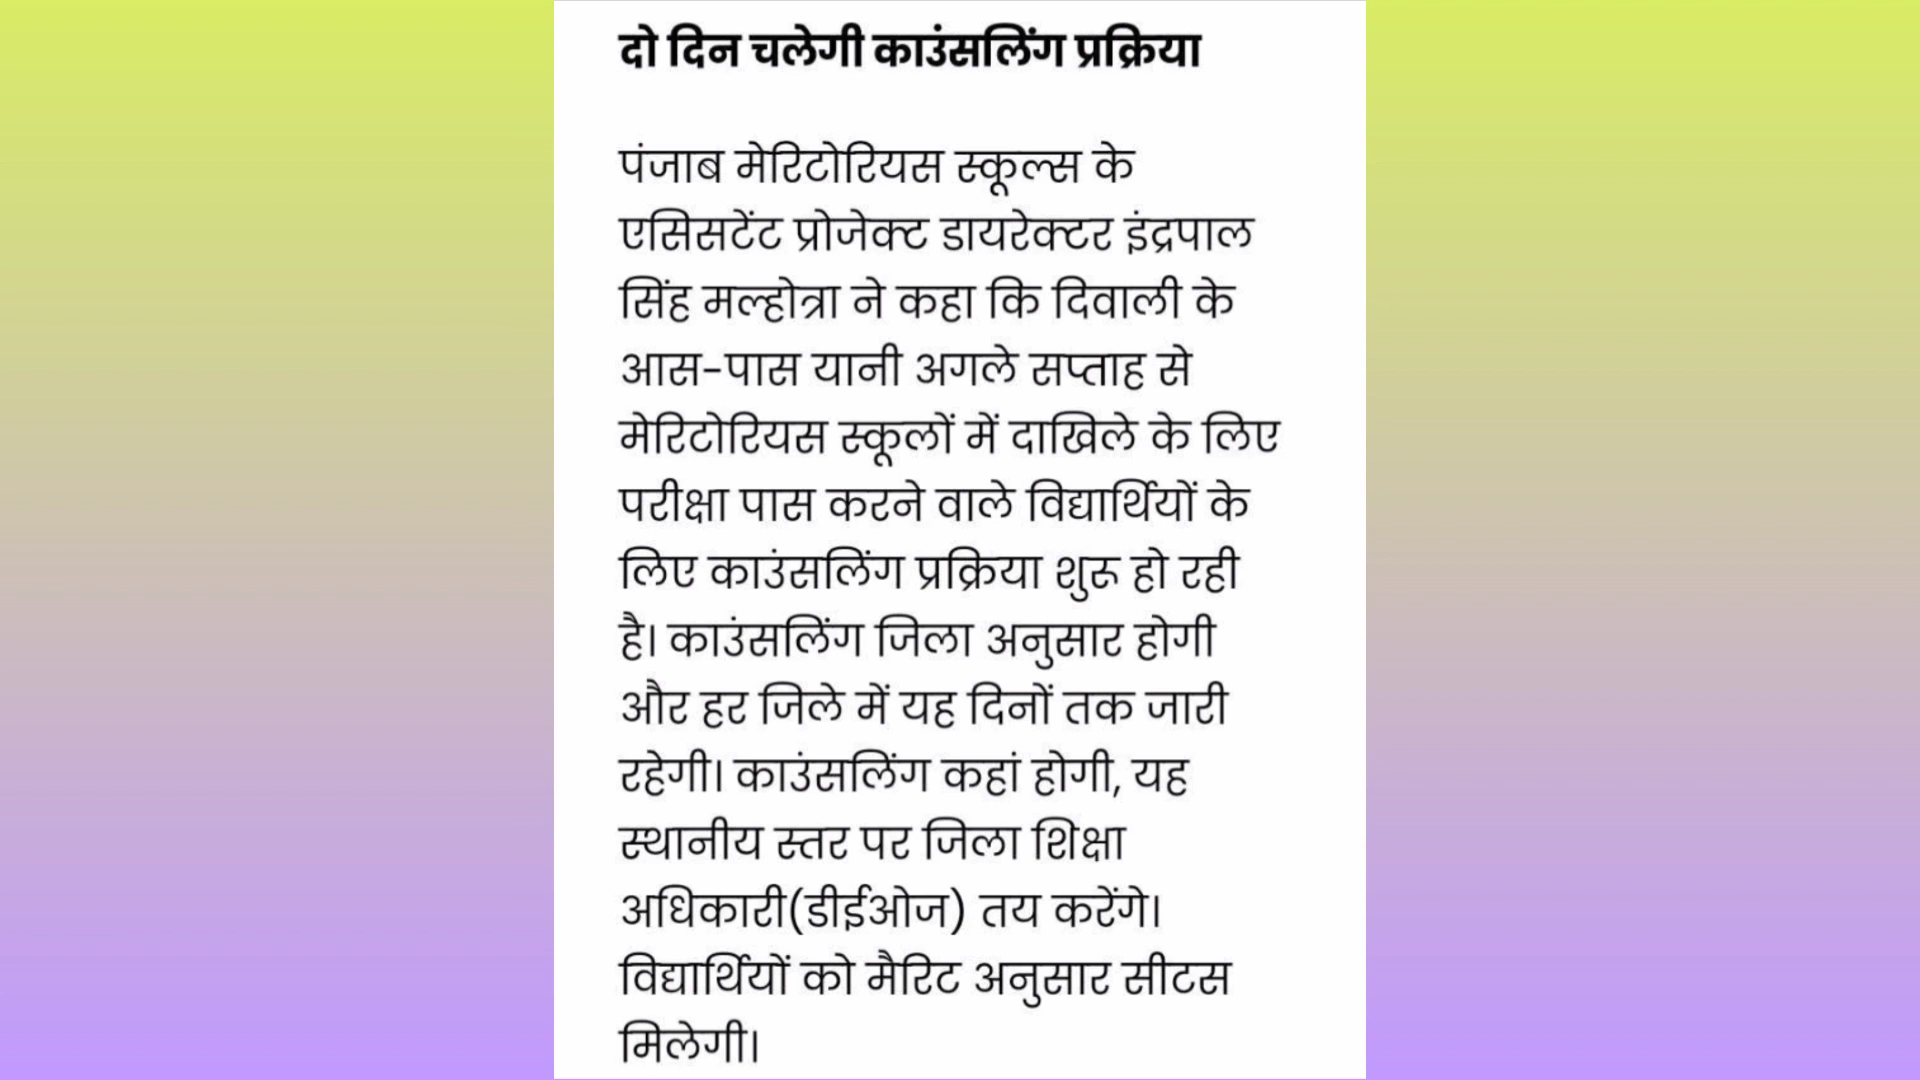 दो दिन चलेगी काउंसलिंग प्रक्रिया
पंजाब मेरिटोरियस स्कूल्स के
एसिसटेंट प्रोजेक्ट डायरेक्टर इंद्रपाल
सिंह मल्होत्रा ने कहा कि दिवाली के
आस-पास यानी अगले सप्ताह से
मेरिटोरियस स्कूलों में दाखिले के लिए
परीक्षा पास करने वाले विद्यार्थियों के
लिए काउंसलिंग प्रक्रिया शुरू हो रही
है। काउंसलिंग जिला अनुसार होगी
और हर जिले में यह दिनों तक जारी
रहेगी। काउंसलिंग कहां होगी, यह
स्थानीय स्तर पर जिला शिक्षा
अधिकारी(डीईओज) तय करेंगे।
विद्यार्थियों को मैरिट अनुसार सीटस
मिलेगी।